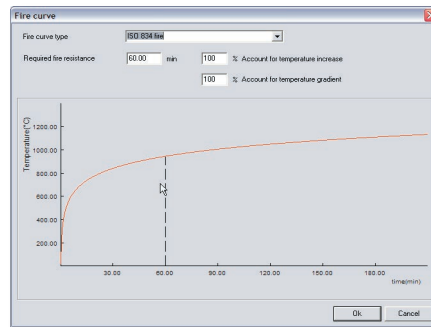 Fire curve
Fire curve type ISO 834 fire
Required fire resistance 60.00 min 100 % Account for temperature increase
100 % Account for temperature gradient
Temperature(°C)
1200.00
1000.00
800.00
600.00
400.00
200.00
30.00 60.00 90.00 120.00 150.00 180.00
time(min)
Ok Cancel